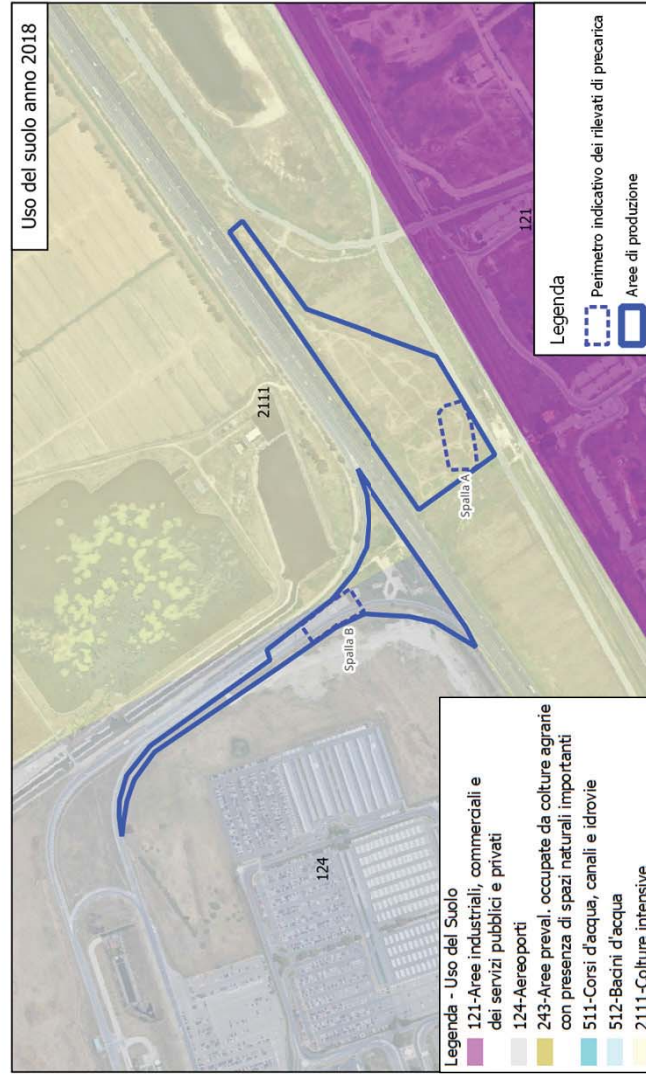 Uso del suolo anno 2018
2111
121
124
Spalla A
Spalla B
Legenda - Uso del Suolo
121-Aree industriali, commerciali e
dei servizi pubblici e privati
124-Aereoporti
243-Aree preval. occupate da colture agrarie
con presenza di spazi naturali importanti
511-Corsi d'acqua, canali e idrovie
512-Bacini d'acqua
2111-Colture intensive
Legenda
Perimetro indicativo dei rilevati di precarica
Aree di produzione